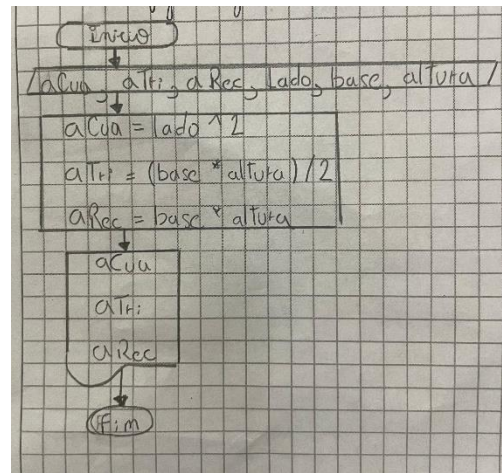 Inicio
aCua, aTri, aRec, lado, base, altura
aCua = lado ^ 2
aTri = (base * altura) / 2
aRec = base * altura
aCua
aTri
aRec
Fim